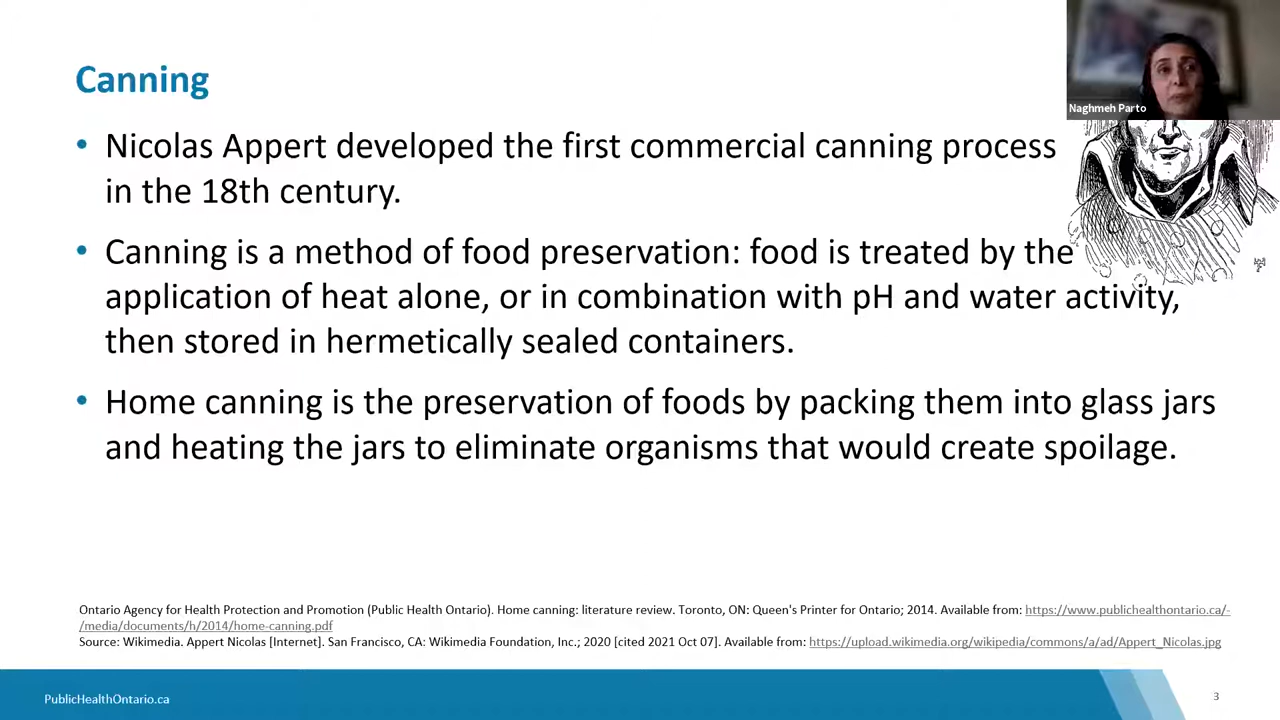 Canning
Naghmeh Parto
• Nicolas Appert developed the first commercial canning process
in the 18th century.
• Canning is a method of food preservation: food is treated by the
application of heat alone, or in combination with pH and water activity,
then stored in hermetically sealed containers.
• Home canning is the preservation of foods by packing them into glass jars
and heating the jars to eliminate organisms that would create spoilage.
Ontario Agency for Health Protection and Promotion (Public Health Ontario). Home canning: literature review. Toronto, ON: Queen's Printer for Ontario; 2014. Available from: https://www.publichealthontario.ca/-
/media/documents/h/2014/home-canning.pdf
Source: Wikimedia. Appert Nicolas [Internet]. San Francisco, CA: Wikimedia Foundation, Inc.; 2020 [cited 2021 Oct 07]. Available from: https://upload.wikimedia.org/wikipedia/commons/a/ad/Appert_Nicolas.jpg
PublicHealthOntario.ca
3